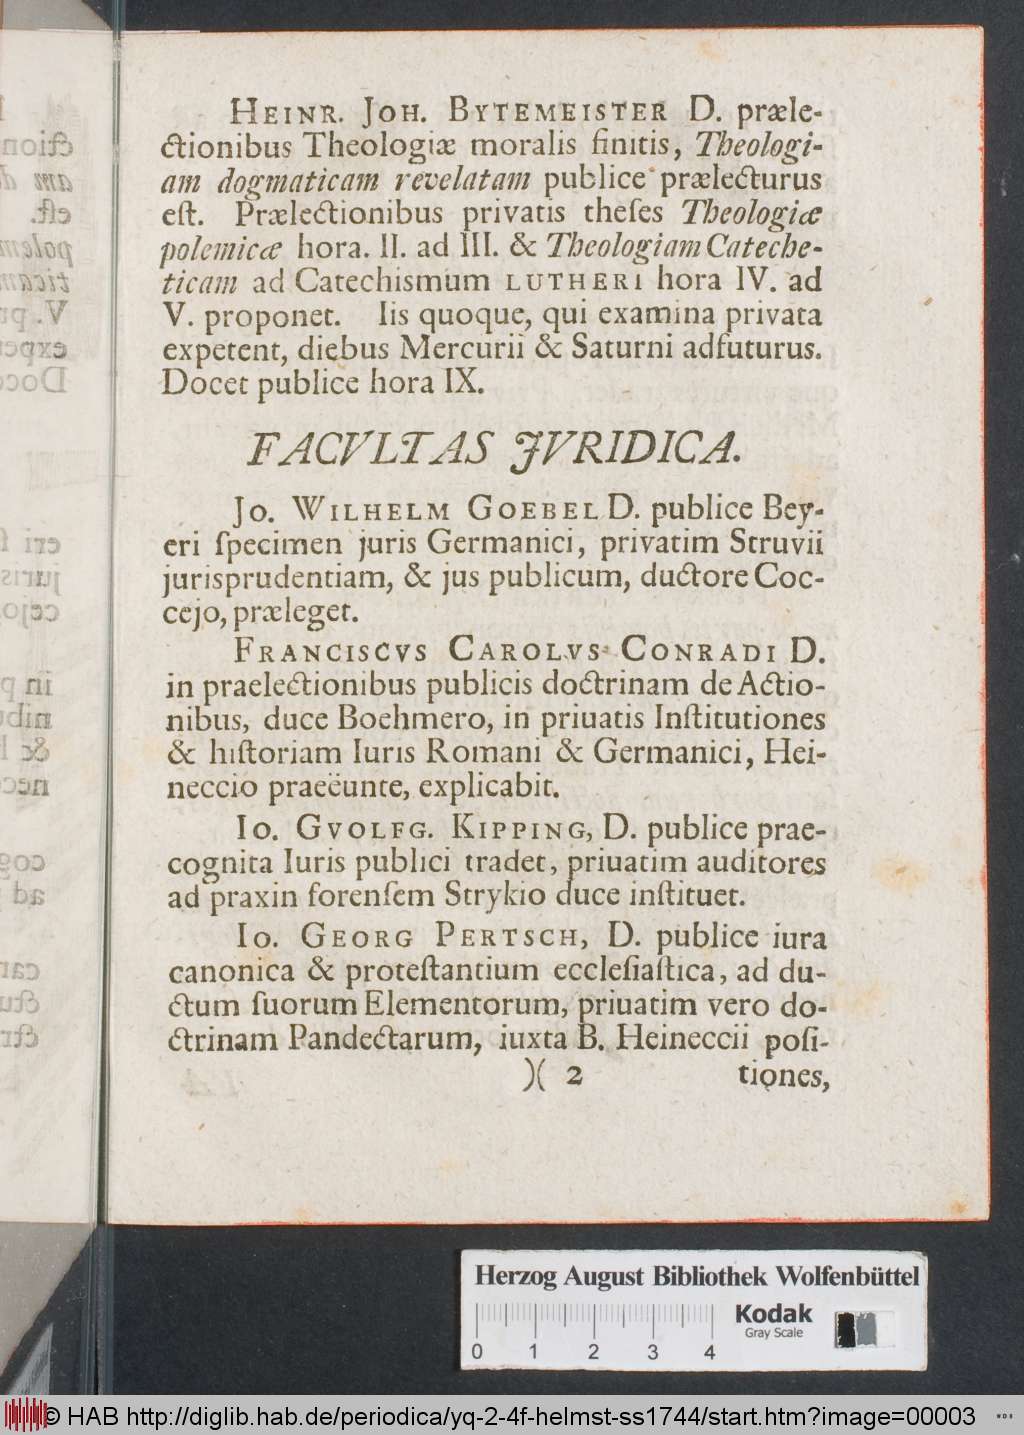 HEINR. JOH. BYTEMEISTER D. præle-
ctionibus Theologiæ moralis finitis, Theologi-
am dogmaticam revelatam publice prælecturus
eſt. Prælectionibus privatis theſes Theologiæ
polemicæ hora. II. ad III. & Theologiam Cateche-
ticam ad Catechismum LUTHERI hora IV. ad
V. proponet. Iis quoque, qui examina privata
expetent, diebus Mercurii & Saturni adfuturus.
Docet publice hora IX.
FACVLTAS JVRIDICA.
JO. WILHELM GOEBEL D. publice Bey-
eri ſpecimen juris Germanici, privatim Struvii
jurisprudentiam, & jus publicum, ductore Coc-
cejo, præleget.
FRANCISCVS CAROLVS CONRADI D.
in praelectionibus publicis doctrinam de Actio-
nibus, duce Boehmero, in priuatis Inſtitutiones
& hiſtoriam Iuris Romani & Germanici, Hei-
neccio praeëunte, explicabit.
IO. GVOLFG. KIPPING, D. publice prae-
cognita Iuris publici tradet, priuatim auditores
ad praxin forenſem Strykio duce inſtituet.
IO. GEORG PERTSCH, D. publice iura
canonica & proteſtantium eccleſiaſtica, ad du-
ctum ſuorum Elementorum, priuatim vero do-
ctrinam Pandectarum, iuxta B. Heineccii poſi-
)( 2 tiones,
Herzog August Bibliothek Wolfenbüttel
Kodak
Gray Scale
0 1 2 3 4
© HAB http://diglib.hab.de/periodica/yq-2-4f-helmst-ss1744/start.htm?image=00003